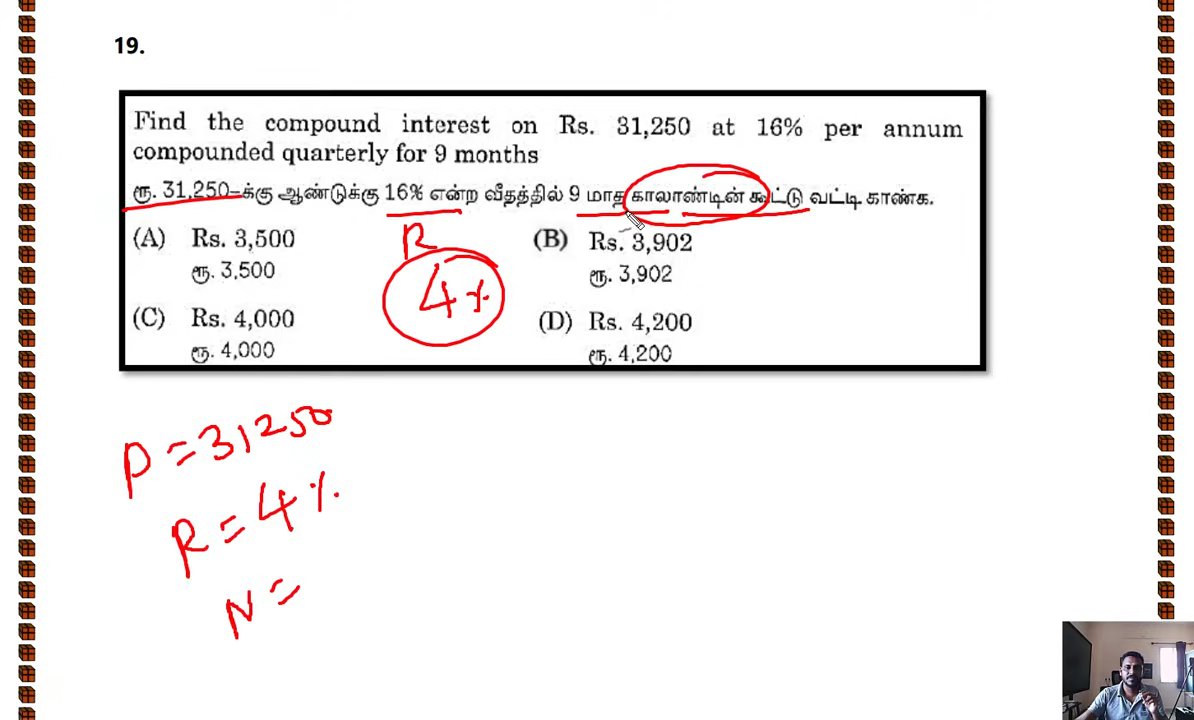 19.
Find the compound interest on Rs. 31,250 at 16% per annum
compounded quarterly for 9 months
ரூ. 31,250-க்கு ஆண்டுக்கு 16% என்ற வீதத்தில் 9 மாத காலாண்டின் கூட்டு வட்டி காண்க.
(A) Rs. 3,500
ரூ. 3,500
(B) Rs. 3,902
ரூ. 3,902
(C) Rs. 4,000
ரூ. 4,000
(D) Rs. 4,200
ரூ. 4,200
R
4%
P = 31250
R = 4%
N =